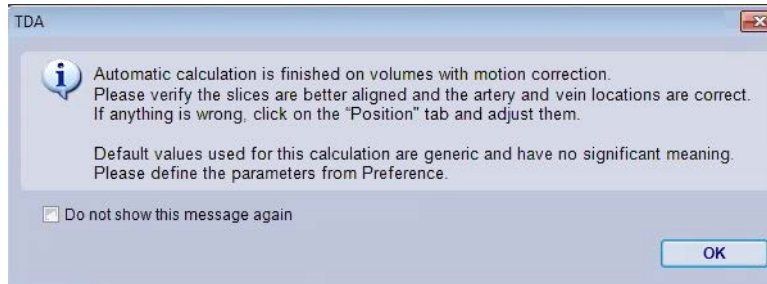 TDA
Automatic calculation is finished on volumes with motion correction.
Please verify the slices are better aligned and the artery and vein locations are correct.
If anything is wrong, click on the "Position" tab and adjust them.
Default values used for this calculation are generic and have no significant meaning.
Please define the parameters from Preference.
Do not show this message again
OK